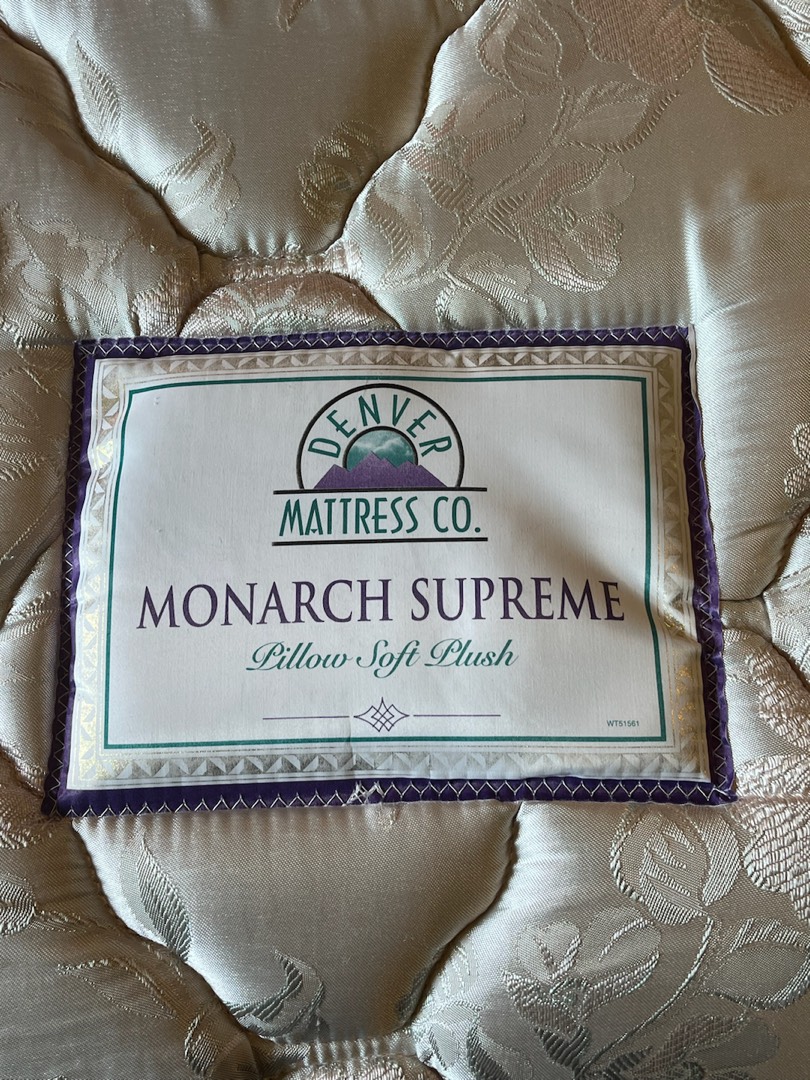 DENVER
MATTRESS CO.
MONARCH SUPREME
Pillow Soft Plush
WT51561